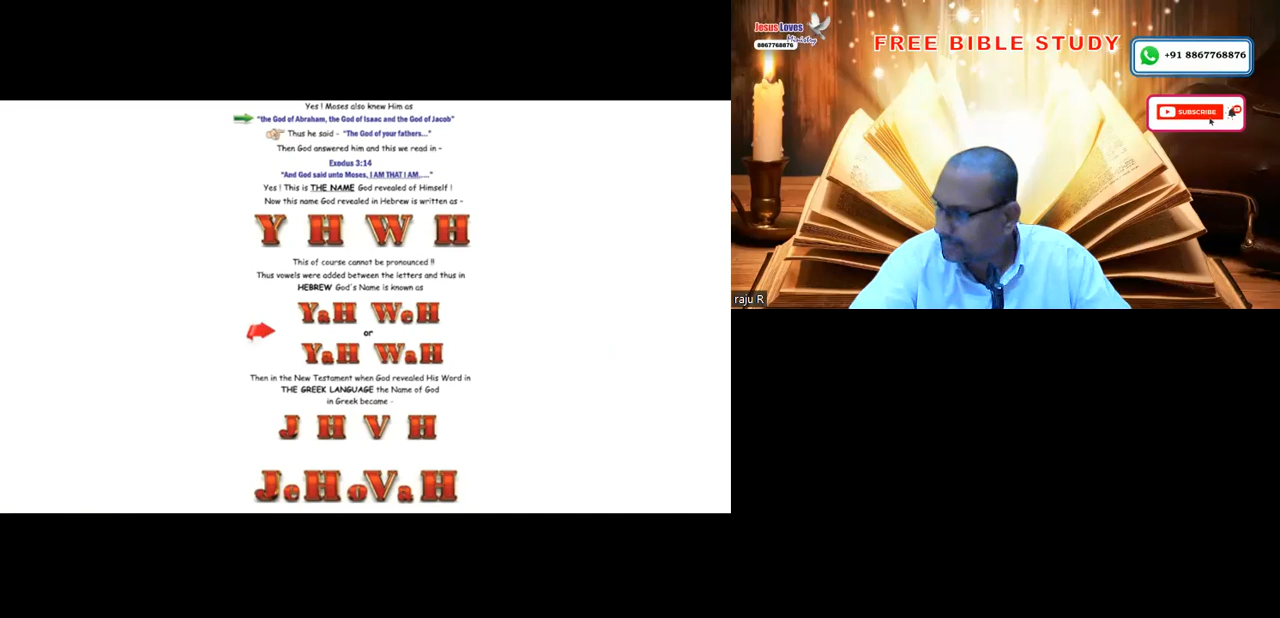 Yes ! Moses also knew Him as
"the God of Abraham, the God of Isaac and the God of Jacob"
Thus he said - "The God of your fathers..."
Then God answered him and this we read in -
Exodus 3:14
"And God said unto Moses, I AM THAT I AM....."
Yes ! This is THE NAME God revealed of Himself !
Now this name God revealed in Hebrew is written as -
Y H W H
This of course cannot be pronounced !!
Thus vowels were added between the letters and thus in
HEBREW God's Name is known as
YaH WeH
or
YaH WaH
Then in the New Testament when God revealed His Word in
THE GREEK LANGUAGE the Name of God
in Greek became -
J H V H
JeHoVaH
Jesus Loves
Ministry
8867768876
FREE BIBLE STUDY
+91 8867768876
SUBSCRIBE
raju R